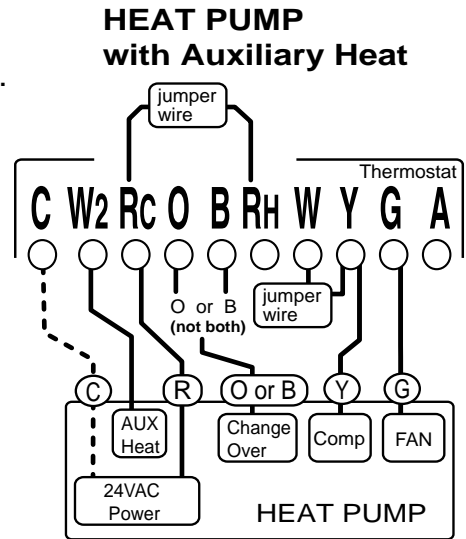 HEAT PUMP
with Auxiliary Heat
.
jumper
wire
Thermostat
C W2 RC O B RH W Y G A
O or B
(not both)
jumper
wire
C R O or B Y G
AUX
Heat
Change
Over
Comp
FAN
24VAC
Power
HEAT PUMP